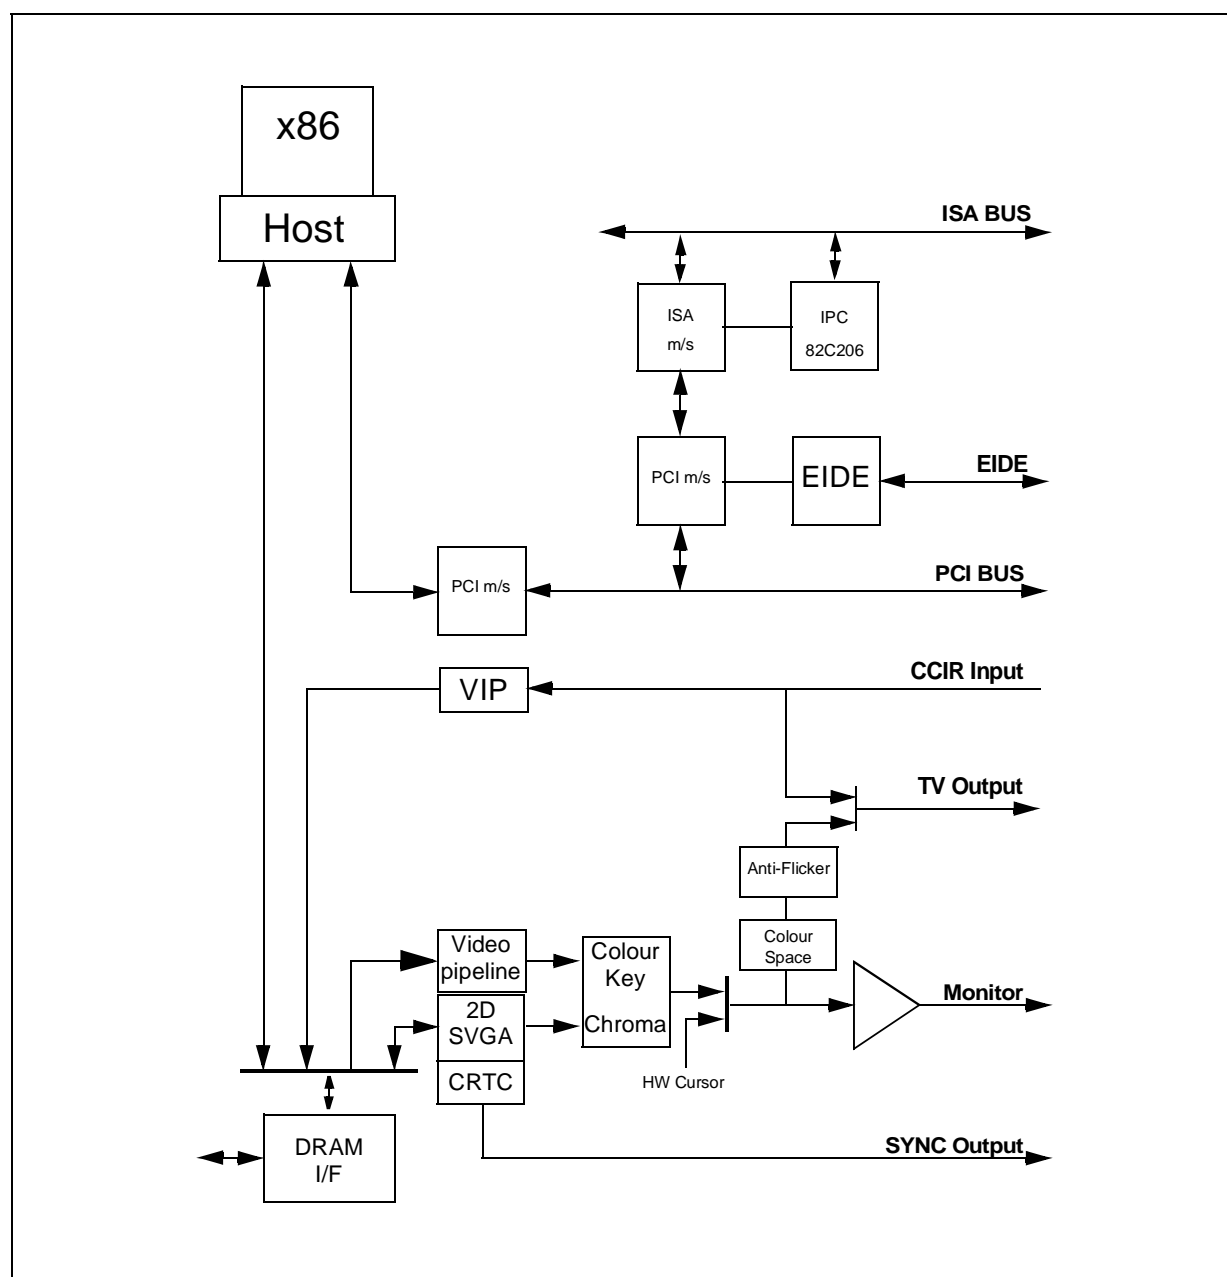 x86
Host
ISA BUS
ISA
m/s
IPC
82C206
PCI m/s
EIDE
EIDE
PCI m/s
PCI BUS
VIP
CCIR Input
TV Output
Anti-Flicker
Colour
Space
Video
pipeline
Colour
Key
Chroma
2D
SVGA
CRTC
HW Cursor
Monitor
DRAM
I/F
SYNC Output